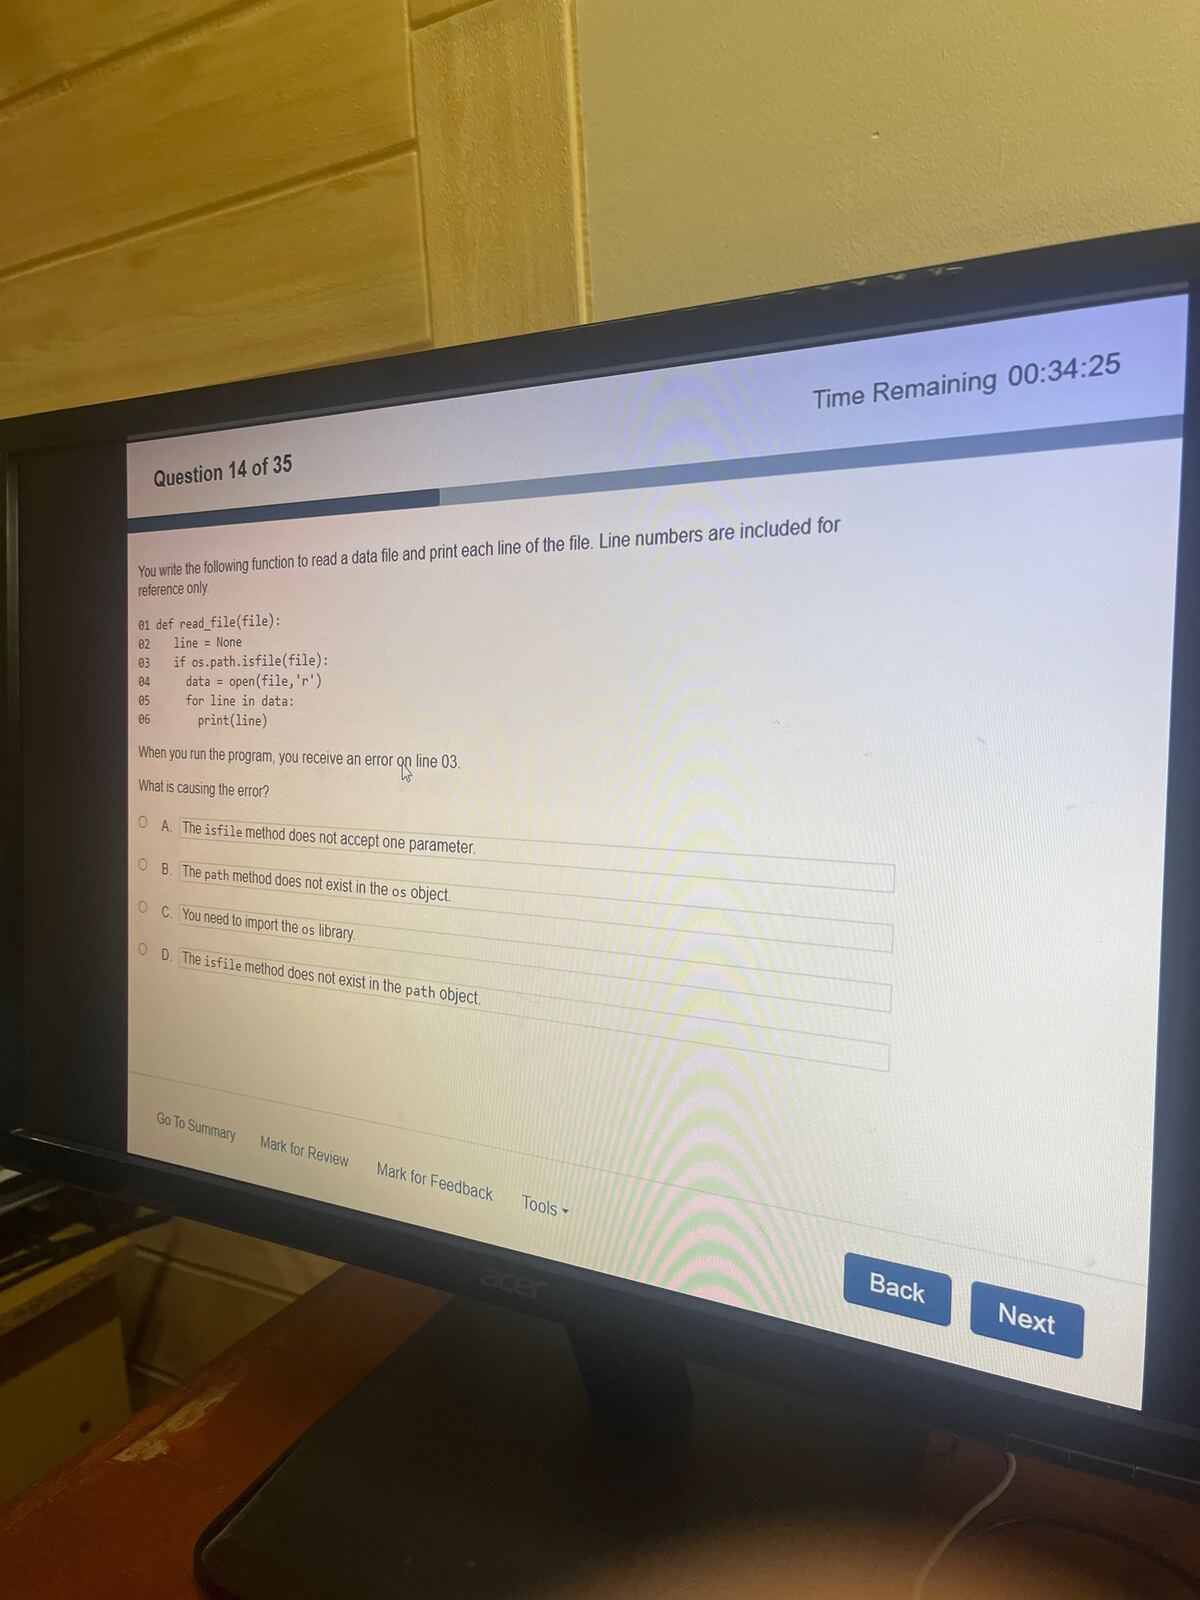 Time Remaining 00:34:25
Question 14 of 35
You write the following function to read a data file and print each line of the file. Line numbers are included for
reference only.
01 def read_file(file):
02 line = None
03 if os.path.isfile(file):
04 data = open(file,'r')
05 for line in data:
06 print(line)
When you run the program, you receive an error on line 03.
What is causing the error?
A. The isfile method does not accept one parameter.
B. The path method does not exist in the os object.
C. You need to import the os library.
D. The isfile method does not exist in the path object.
Go To Summary Mark for Review Mark for Feedback Tools
Back Next
acer